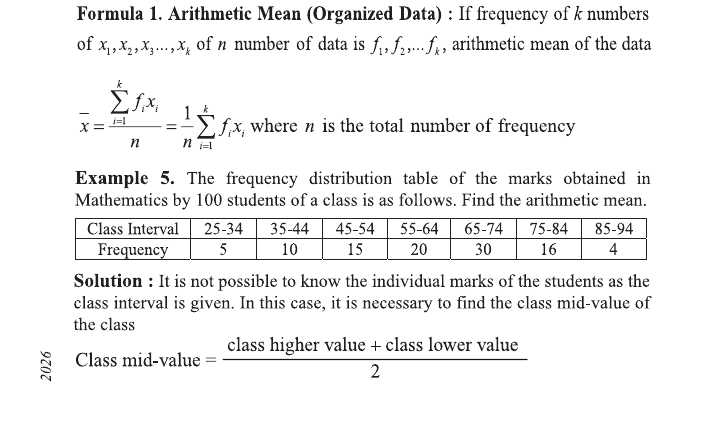 Formula 1. Arithmetic Mean (Organized Data) : If frequency of k numbers
of x₁, x₂, x₃..., xₖ of n number of data is f₁, f₂,... fₖ, arithmetic mean of the data
x̄ = (∑_{i=1}^{k} fᵢxᵢ)/n = 1/n ∑_{i=1}^{k} fᵢxᵢ where n is the total number of frequency
Example 5. The frequency distribution table of the marks obtained in
Mathematics by 100 students of a class is as follows. Find the arithmetic mean.
Class Interval 25-34 35-44 45-54 55-64 65-74 75-84 85-94
Frequency 5 10 15 20 30 16 4
Solution : It is not possible to know the individual marks of the students as the
class interval is given. In this case, it is necessary to find the class mid-value of
the class
Class mid-value = (class higher value + class lower value)/2
2026